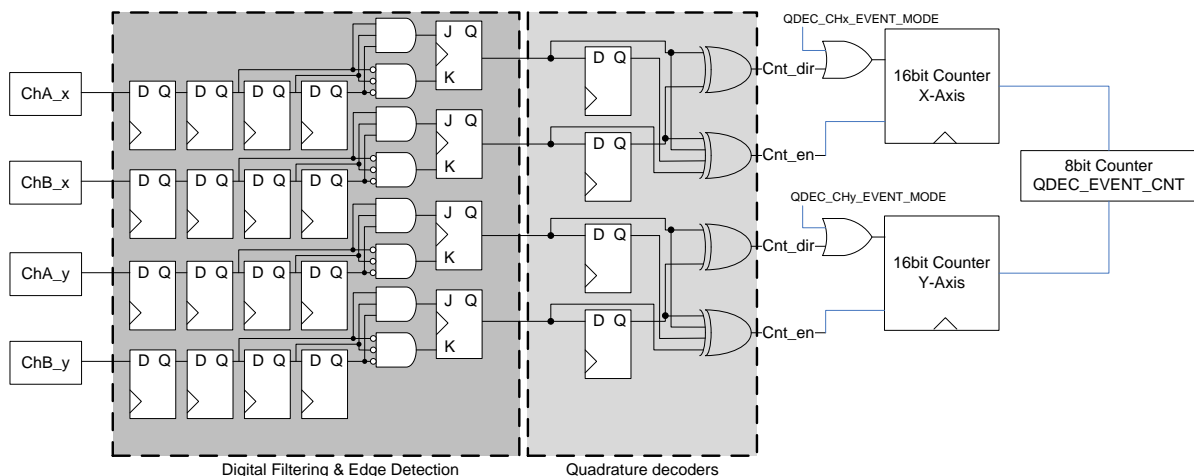 QDEC_CHx_EVENT_MODE
J Q
K
ChA_x
D Q
D Q
D Q
D Q
D Q
Cnt_dir
16bit Counter
X-Axis
J Q
K
ChB_x
D Q
D Q
D Q
D Q
D Q
Cnt_en
8bit Counter
QDEC_EVENT_CNT
QDEC_CHy_EVENT_MODE
J Q
K
ChA_y
D Q
D Q
D Q
D Q
D Q
Cnt_dir
16bit Counter
Y-Axis
J Q
K
ChB_y
D Q
D Q
D Q
D Q
D Q
Cnt_en
Digital Filtering & Edge Detection
Quadrature decoders